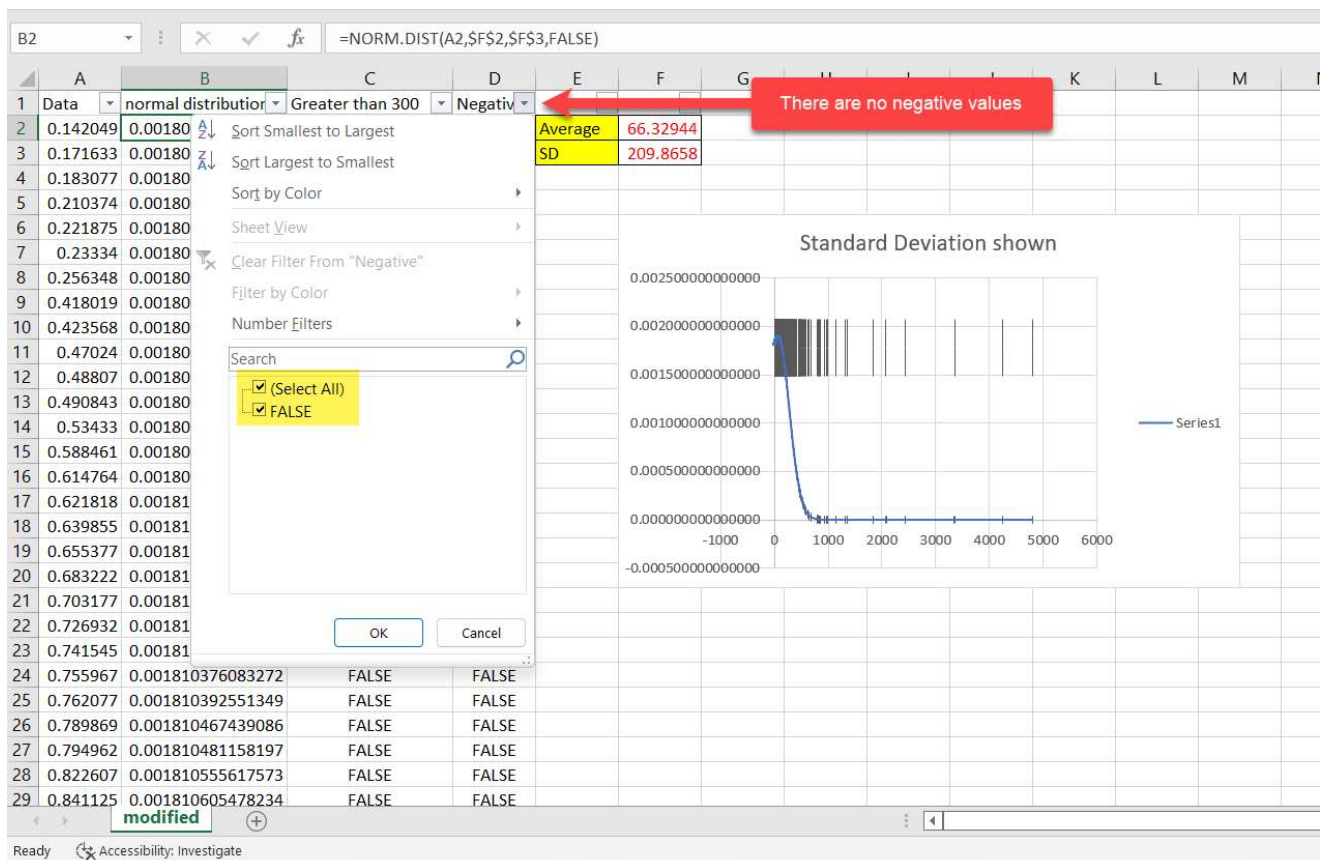 B2 fx =NORM.DIST(A2,$F$2,$F$3,FALSE)
A B C D E F G K L M
There are no negative values
1 Data normal distribution Greater than 300 Negativ
2 0.142049 0.00180 Average 66.32944
3 0.171633 0.00180 SD 209.8658
4 0.183077 0.00180
5 0.210374 0.00180
6 0.221875 0.00180
7 0.23334 0.00180
8 0.256348 0.00180
9 0.418019 0.00180
10 0.423568 0.00180
11 0.47024 0.00180
12 0.48807 0.00180
13 0.490843 0.00180
14 0.53433 0.00180
15 0.588461 0.00180
16 0.614764 0.00180
17 0.621818 0.00181
18 0.639855 0.00181
19 0.655377 0.00181
20 0.683222 0.00181
21 0.703177 0.00181
22 0.726932 0.00181
23 0.741545 0.00181
24 0.755967 0.001810376083272 FALSE FALSE
25 0.762077 0.001810392551349 FALSE FALSE
26 0.789869 0.001810467439086 FALSE FALSE
27 0.794962 0.001810481158197 FALSE FALSE
28 0.822607 0.001810555617573 FALSE FALSE
29 0.841125 0.001810605478234 FALSE FALSE
Sort Smallest to Largest
Sort Largest to Smallest
Sort by Color
Sheet View
Clear Filter From "Negative"
Filter by Color
Number Filters
Search
(Select All)
FALSE
OK Cancel
Standard Deviation shown
0.002500000000000
0.002000000000000
0.001500000000000
0.001000000000000
0.000500000000000
0.000000000000000
-1000 0 1000 2000 3000 4000 5000 6000
-0.000500000000000
Series1
modified
Ready Accessibility: Investigate